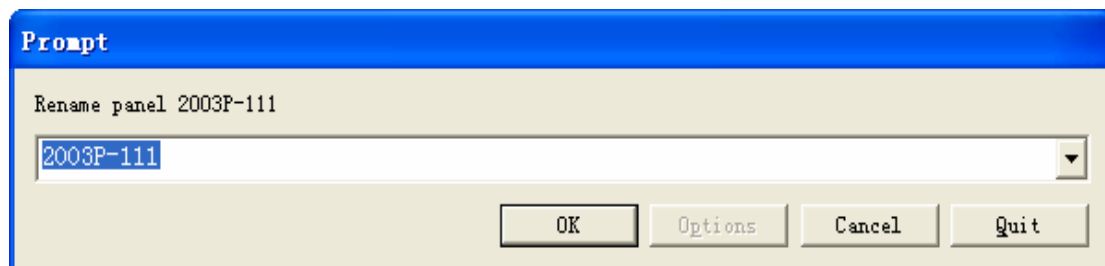 Prompt
Rename panel 2003P-111
2003P-111
OK Options Cancel Quit